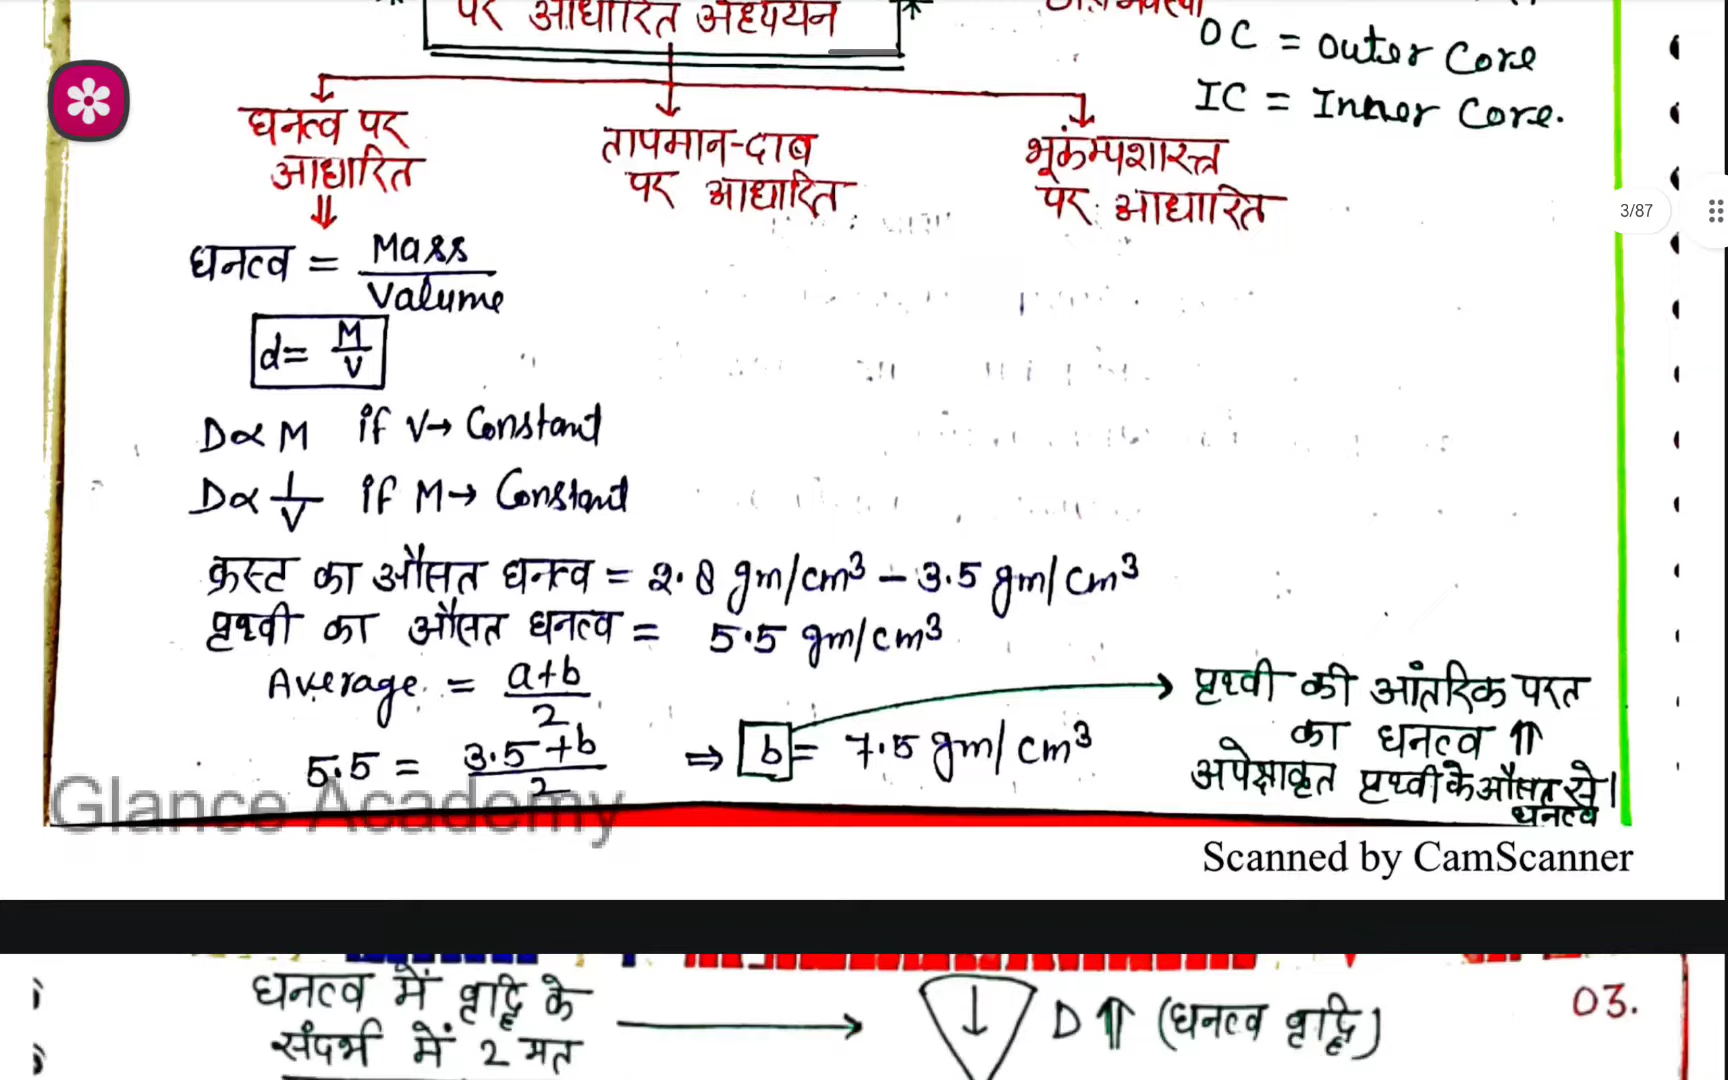 पर आधारित अध्ययन
OC = Outer Core
IC = Inner Core.
घनत्व पर
आधारित
तापमान-दाब
पर आधारित
भूकंम्पशास्त्र
पर आधारित
3/87
घनत्व = Mass
Valume
d = M
V
D∝ M if V→ Constant
D∝ 1 if M→ Constant
V
क्रस्ट का औसत घनत्व = 2.8 gm/cm³ - 3.5 gm/cm³
पृथ्वी का औसत घनत्व = 5.5 gm/cm³
Average = a+b
2
5.5 = 3.5+b
2
⇒ b = 7.5 gm/cm³
पृथ्वी की आंतरिक परत
का घनत्व ⇑
अपेक्षाकृत पृथ्वी के औसत से।
घनत्व
Glance Academy
Scanned by CamScanner
घनत्व में वृद्धि के
संदर्भ में 2 मत
D ⇑ (घनत्व वृद्धि)
03.